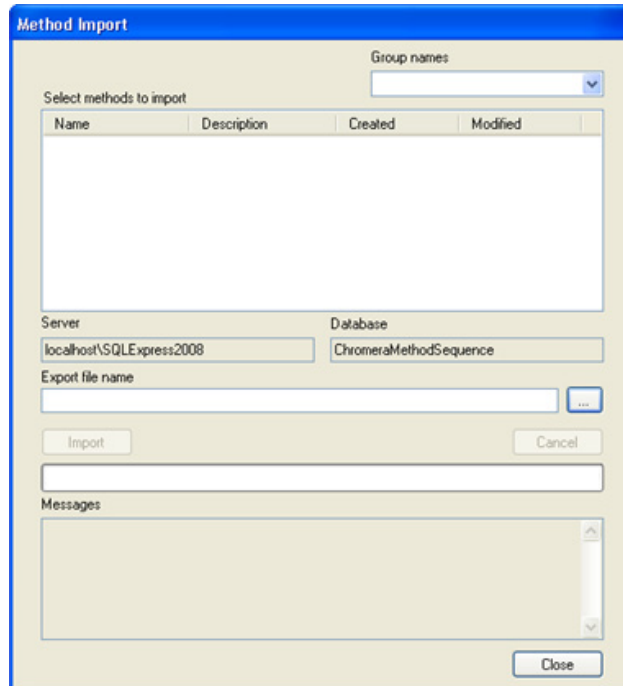 Method Import
Group names
Select methods to import
Name Description Created Modified
Server Database
localhost\SQLExpress2008 ChromeraMethodSequence
Export file name
...
Import Cancel
Messages
Close